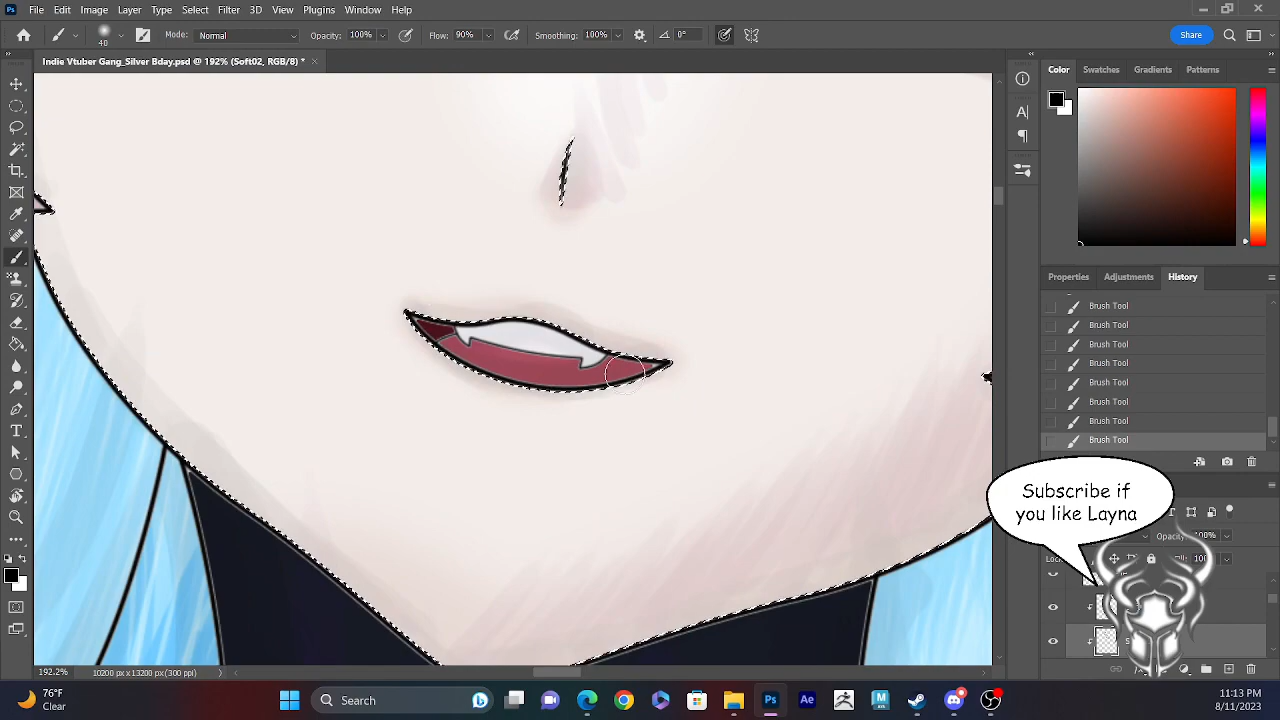 File Edit Image Layer Type Select Filter 3D View Plugins Window Help
40 Mode: Normal Opacity: 100% Flow: 90% Smoothing: 100% 0° Share
Indie Vtuber Gang_Silver Bday.psd @ 192% (Soft02, RGB/8) *
Color Swatches Gradients Patterns
Properties Adjustments History
Brush Tool
Brush Tool
Brush Tool
Brush Tool
Brush Tool
Brush Tool
Brush Tool
Brush Tool
Subscribe if
you like Layna
Opacity: 100%
192.2% 10200 px x 13200 px (300 ppi)
76°F
Clear
Search
11:13 PM
8/11/2023